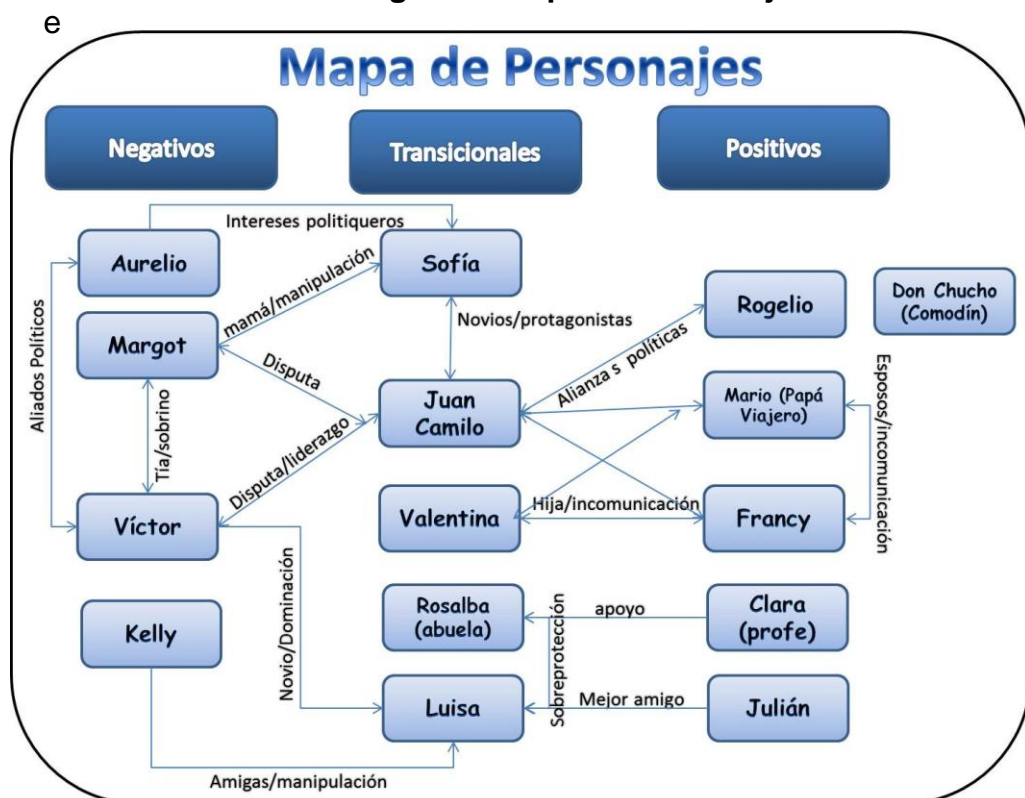 e
Mapa de Personajes
Negativos
Transicionales
Positivos
Intereses politiqueros
Aurelio
Sofía
Rogelio
Don Chucho
(Comodín)
mamá/manipulación
Novios/protagonistas
Margot
Disputa
Alianza s políticas
Aliados Políticos
Juan
Camilo
Mario (Papá
Viajero)
Esposos/incomunicación
Tía/sobrino
Disputa/liderazgo
Víctor
Valentina
Hija/incomunicación
Francy
Novio/Dominación
Rosalba
(abuela)
apoyo
Clara
(profe)
Kelly
Sobreprotección
Luisa
Mejor amigo
Julián
Amigas/manipulación